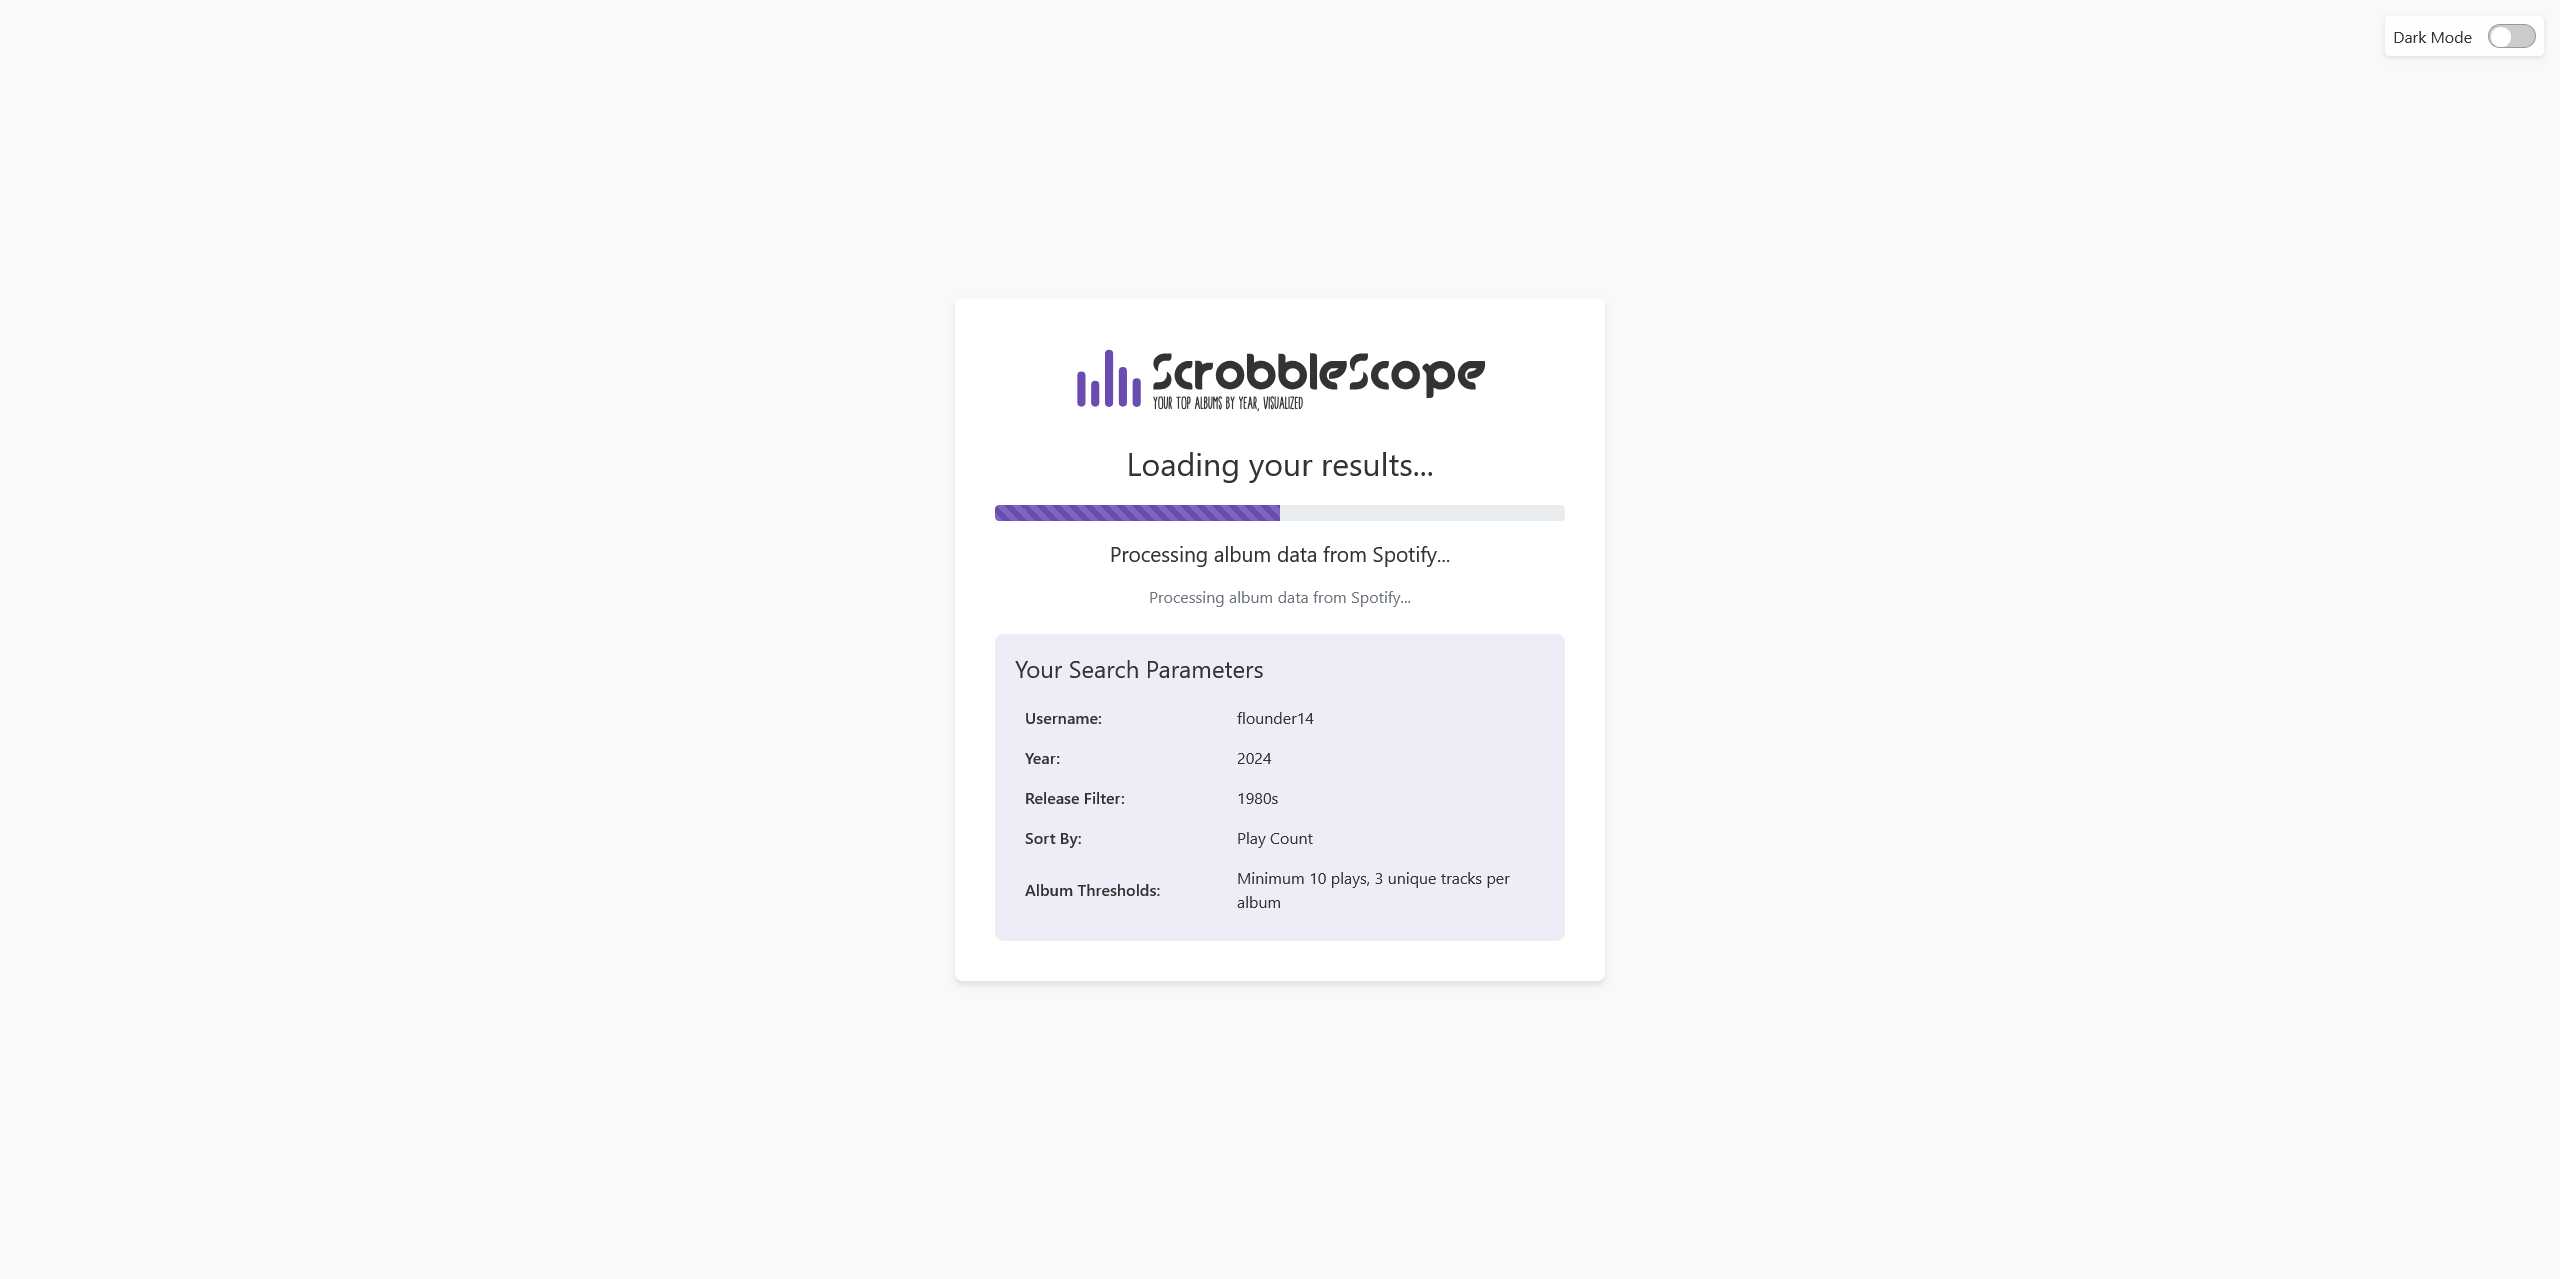 Dark Mode
ScrobbleScope
YOUR TOP ALBUMS BY YEAR, VISUALIZED
Loading your results...
Processing album data from Spotify...
Processing album data from Spotify...
Your Search Parameters
Username: flounder14
Year: 2024
Release Filter: 1980s
Sort By: Play Count
Album Thresholds: Minimum 10 plays, 3 unique tracks per
album